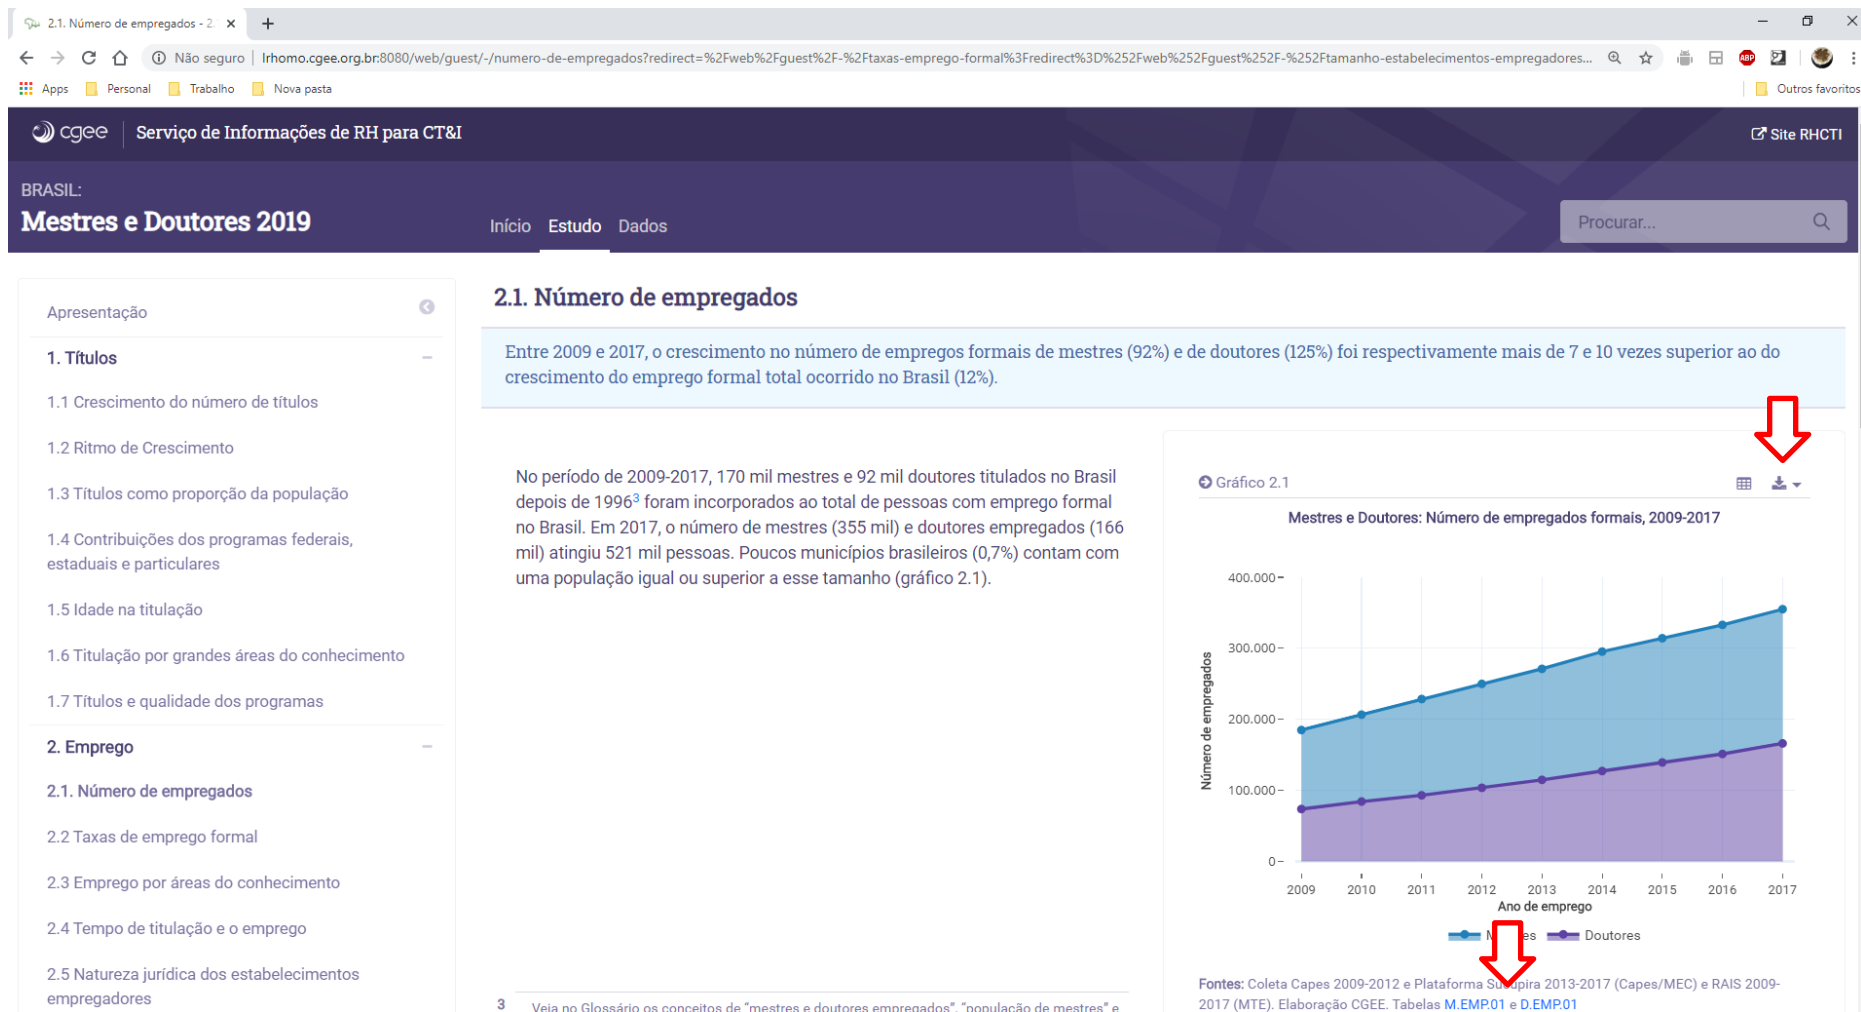 2.1. Número de empregados - 2.
Não seguro
lrhomo.cgee.org.br:8080/web/guest/-/numero-de-empregados?redirect=%2Fweb%2Fguest%2F-%2Ftaxas-emprego-formal%3Fredirect%3D%252Fweb%252Fguest%252F-%252Ftamanho-estabelecimentos-empregadores...
ABP
Apps
Personal
Trabalho
Nova pasta
Outros favoritos
cgee
Serviço de Informações de RH para CT&I
Site RHCTI
BRASIL:
Mestres e Doutores 2019
Início
Estudo
Dados
Procurar...
Apresentação
1. Títulos
1.1 Crescimento do número de títulos
1.2 Ritmo de Crescimento
1.3 Títulos como proporção da população
1.4 Contribuições dos programas federais,
estaduais e particulares
1.5 Idade na titulação
1.6 Titulação por grandes áreas do conhecimento
1.7 Títulos e qualidade dos programas
2. Emprego
2.1. Número de empregados
2.2 Taxas de emprego formal
2.3 Emprego por áreas do conhecimento
2.4 Tempo de titulação e o emprego
2.5 Natureza jurídica dos estabelecimentos
empregadores
2.1. Número de empregados
Entre 2009 e 2017, o crescimento no número de empregos formais de mestres (92%) e de doutores (125%) foi respectivamente mais de 7 e 10 vezes superior ao do
crescimento do emprego formal total ocorrido no Brasil (12%).
No período de 2009-2017, 170 mil mestres e 92 mil doutores titulados no Brasil
depois de 1996³ foram incorporados ao total de pessoas com emprego formal
no Brasil. Em 2017, o número de mestres (355 mil) e doutores empregados (166
mil) atingiu 521 mil pessoas. Poucos municípios brasileiros (0,7%) contam com
uma população igual ou superior a esse tamanho (gráfico 2.1).
3 Veja no Glossário os conceitos de “mestres e doutores empregados”, “população de mestres” e
Gráfico 2.1
Mestres e Doutores: Número de empregados formais, 2009-2017
400.000
300.000
200.000
100.000
0
Número de empregados
2009 2010 2011 2012 2013 2014 2015 2016 2017
Ano de emprego
Doutores
Fontes: Coleta Capes 2009-2012 e Plataforma Sucupira 2013-2017 (Capes/MEC) e RAIS 2009-
2017 (MTE). Elaboração CGEE. Tabelas M.EMP.01 e D.EMP.01